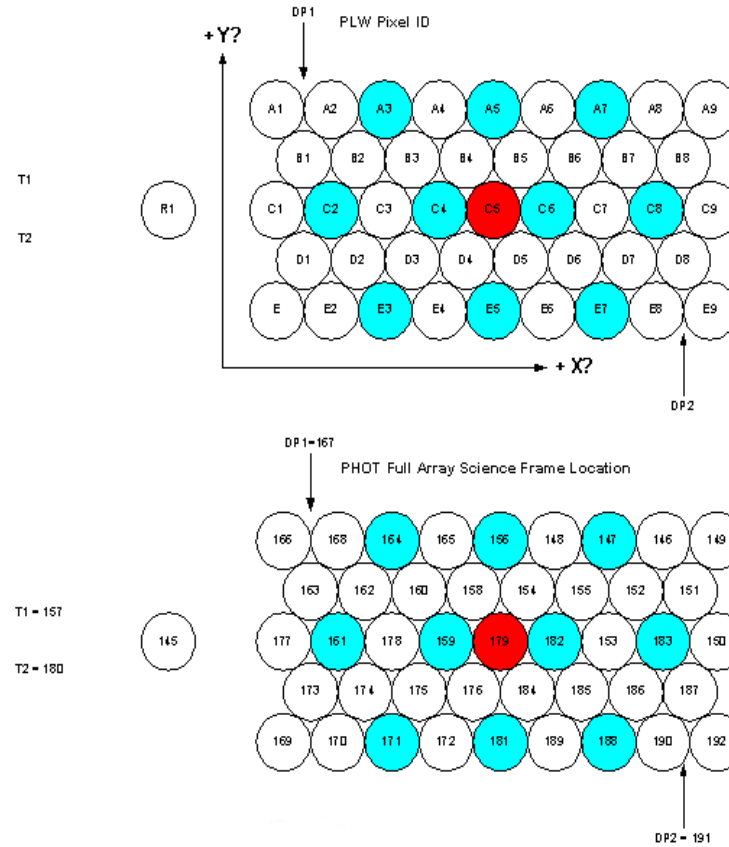 DP1
PLW Pixel ID
+Y?
A1 A2 A3 A4 A5 A6 A7 A8 A9
B1 B2 B3 B4 B5 B6 B7 B8
T1
R1 C1 C2 C3 C4 C5 C6 C7 C8 C9
T2
D1 D2 D3 D4 D5 D6 D7 D8
E E2 E3 E4 E5 E6 E7 E8 E9
+ X?
DP2
DP1=167
PHOT Full Array Science Frame Location
166 168 164 165 156 148 147 146 149
163 162 160 158 154 155 152 151
T1 = 157
145 177 161 178 159 179 182 153 183 150
T2 = 180
173 174 175 176 184 185 186 187
169 170 171 172 181 189 188 190 192
DP2 = 191